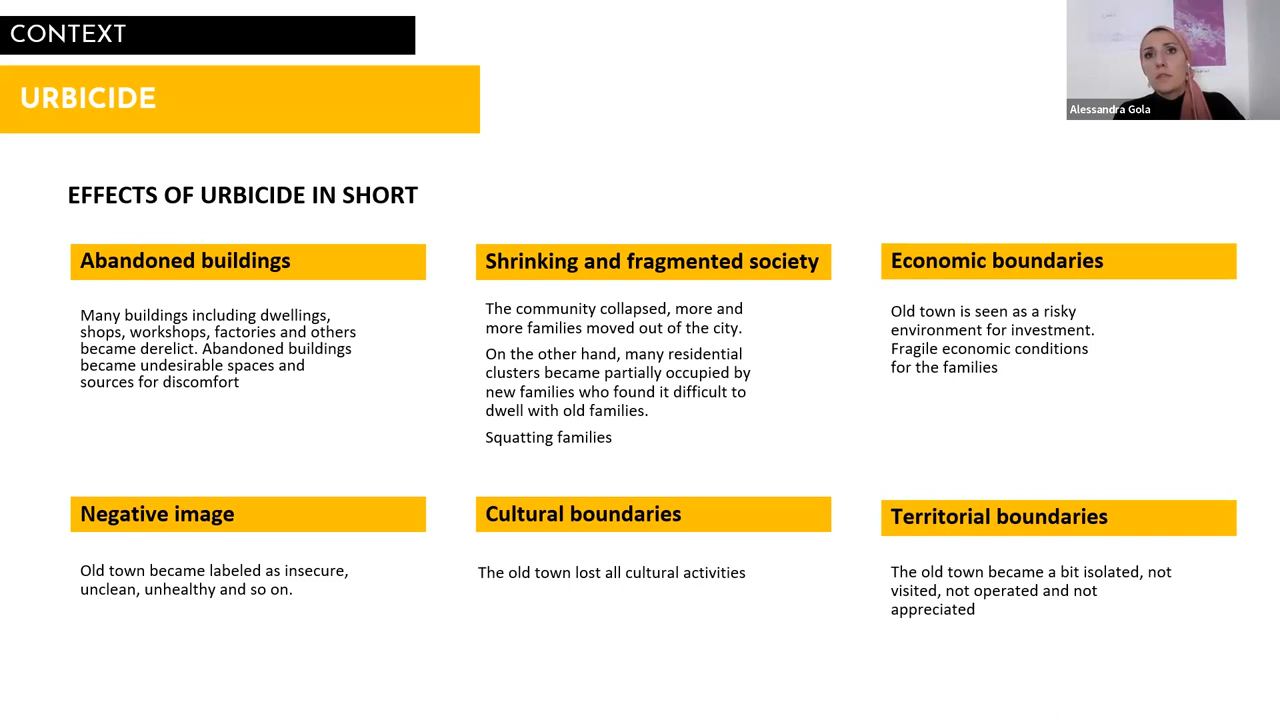 CONTEXT
URBICIDE
Alessandra Gola
EFFECTS OF URBICIDE IN SHORT
Abandoned buildings
Many buildings including dwellings,
shops, workshops, factories and others
became derelict. Abandoned buildings
became undesirable spaces and
sources for discomfort
Shrinking and fragmented society
The community collapsed, more and
more families moved out of the city.
On the other hand, many residential
clusters became partially occupied by
new families who found it difficult to
dwell with old families.
Squatting families
Economic boundaries
Old town is seen as a risky
environment for investment.
Fragile economic conditions
for the families
Negative image
Old town became labeled as insecure,
unclean, unhealthy and so on.
Cultural boundaries
The old town lost all cultural activities
Territorial boundaries
The old town became a bit isolated, not
visited, not operated and not
appreciated